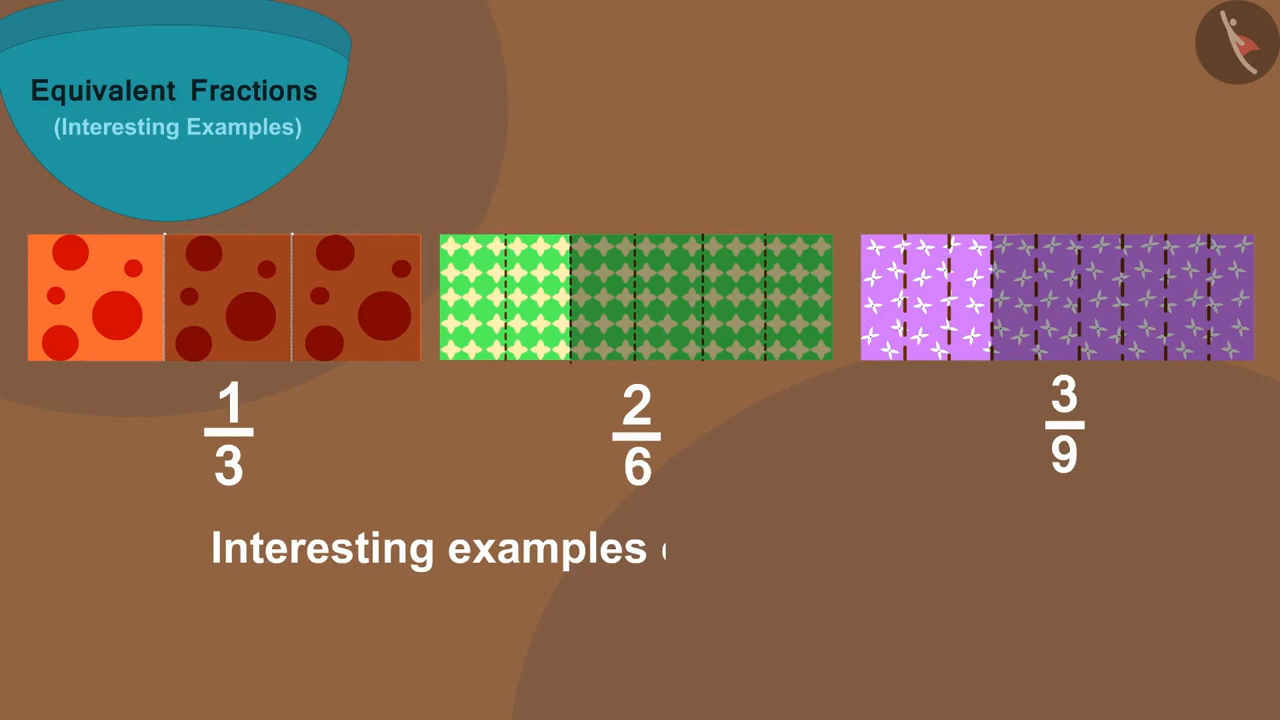 Equivalent Fractions
(Interesting Examples)
1
3
2
6
3
9
Interesting examples